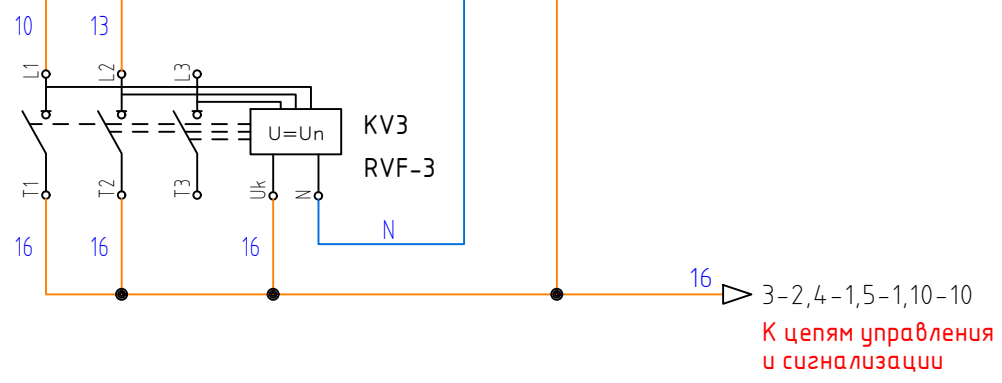 10 13
L1 L2 L3
U=Un KV3
RVF-3
T1 T2 T3 Uk N
16 16 16 N
16
3-2,4-1,5-1,10-10
К цепям управления
и сигнализации